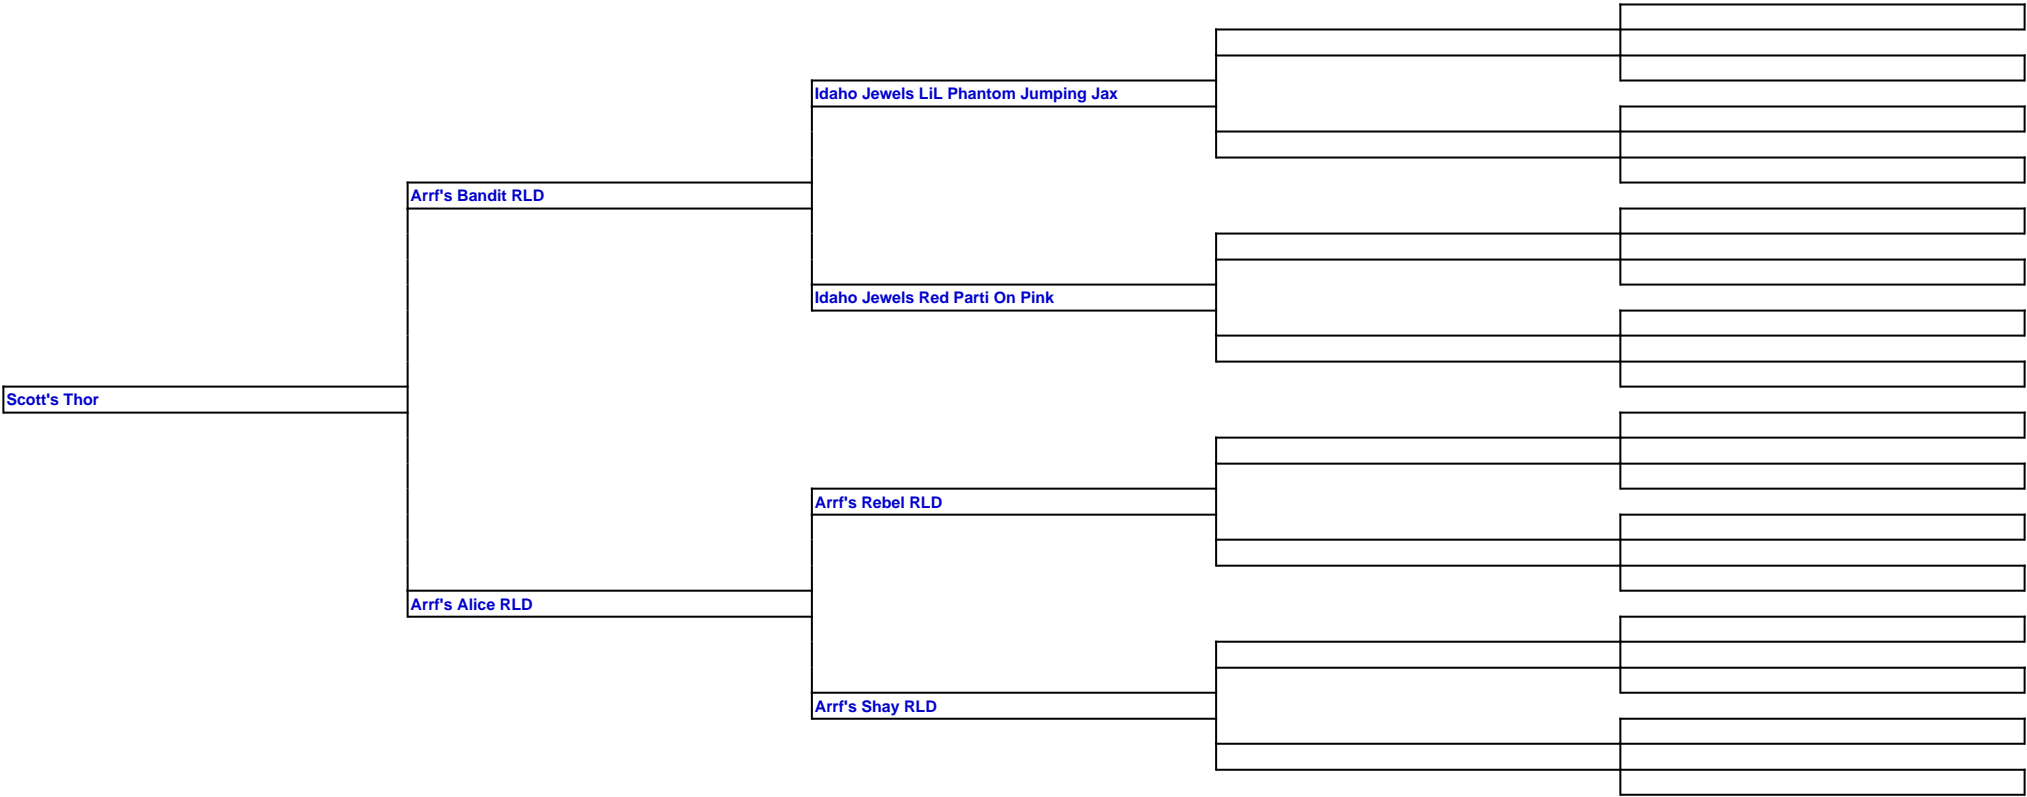 Idaho Jewels LiL Phantom Jumping Jax
Arrf's Bandit RLD
Idaho Jewels Red Parti On Pink
Scott's Thor
Arrf's Rebel RLD
Arrf's Alice RLD
Arrf's Shay RLD